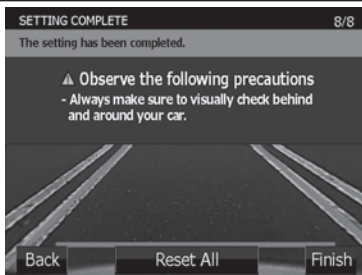 SETTING COMPLETE 8/8
The setting has been completed.
⚠ Observe the following precautions
- Always make sure to visually check behind
and around your car.
Back Reset All Finish